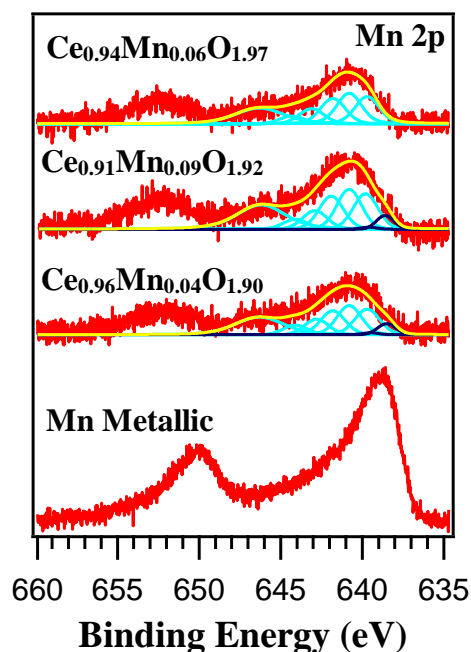 Mn 2p
Ce0.94Mn0.06O1.97
Ce0.91Mn0.09O1.92
Ce0.96Mn0.04O1.90
Mn Metallic
660 655 650 645 640 635
Binding Energy (eV)